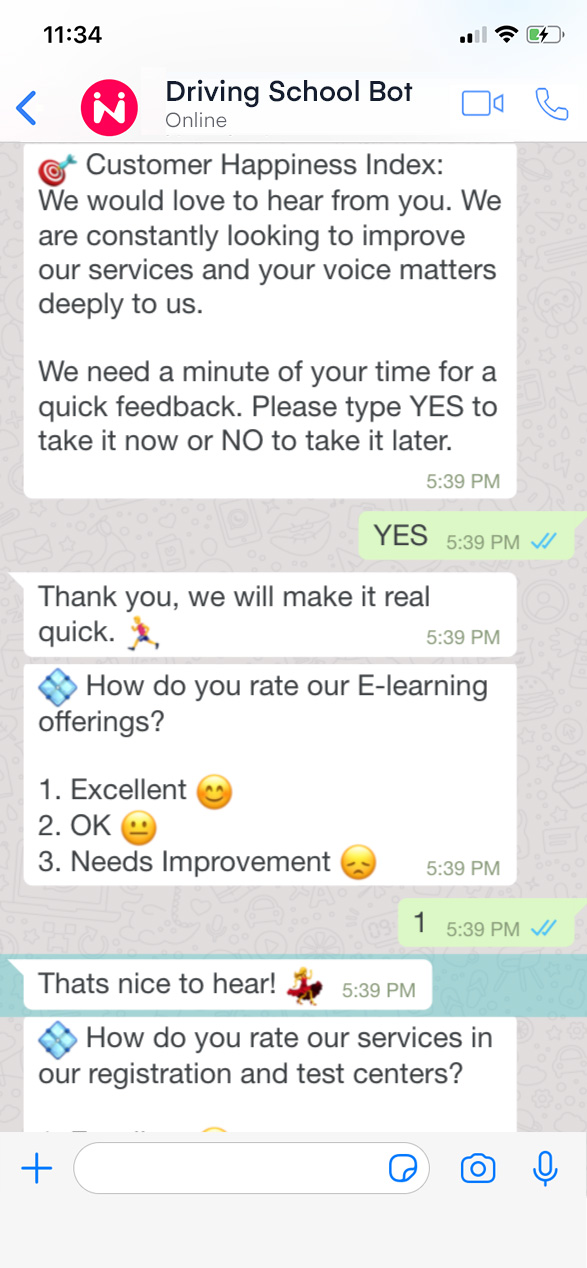 11:34
Driving School Bot
Online
🎯 Customer Happiness Index:
We would love to hear from you. We
are constantly looking to improve
our services and your voice matters
deeply to us.
We need a minute of your time for a
quick feedback. Please type YES to
take it now or NO to take it later.
5:39 PM
YES 5:39 PM
Thank you, we will make it real
quick. 🏃 5:39 PM
💠 How do you rate our E-learning
offerings?
1. Excellent 😊
2. OK 😐
3. Needs Improvement 😞 5:39 PM
1 5:39 PM
Thats nice to hear! 💃 5:39 PM
💠 How do you rate our services in
our registration and test centers?